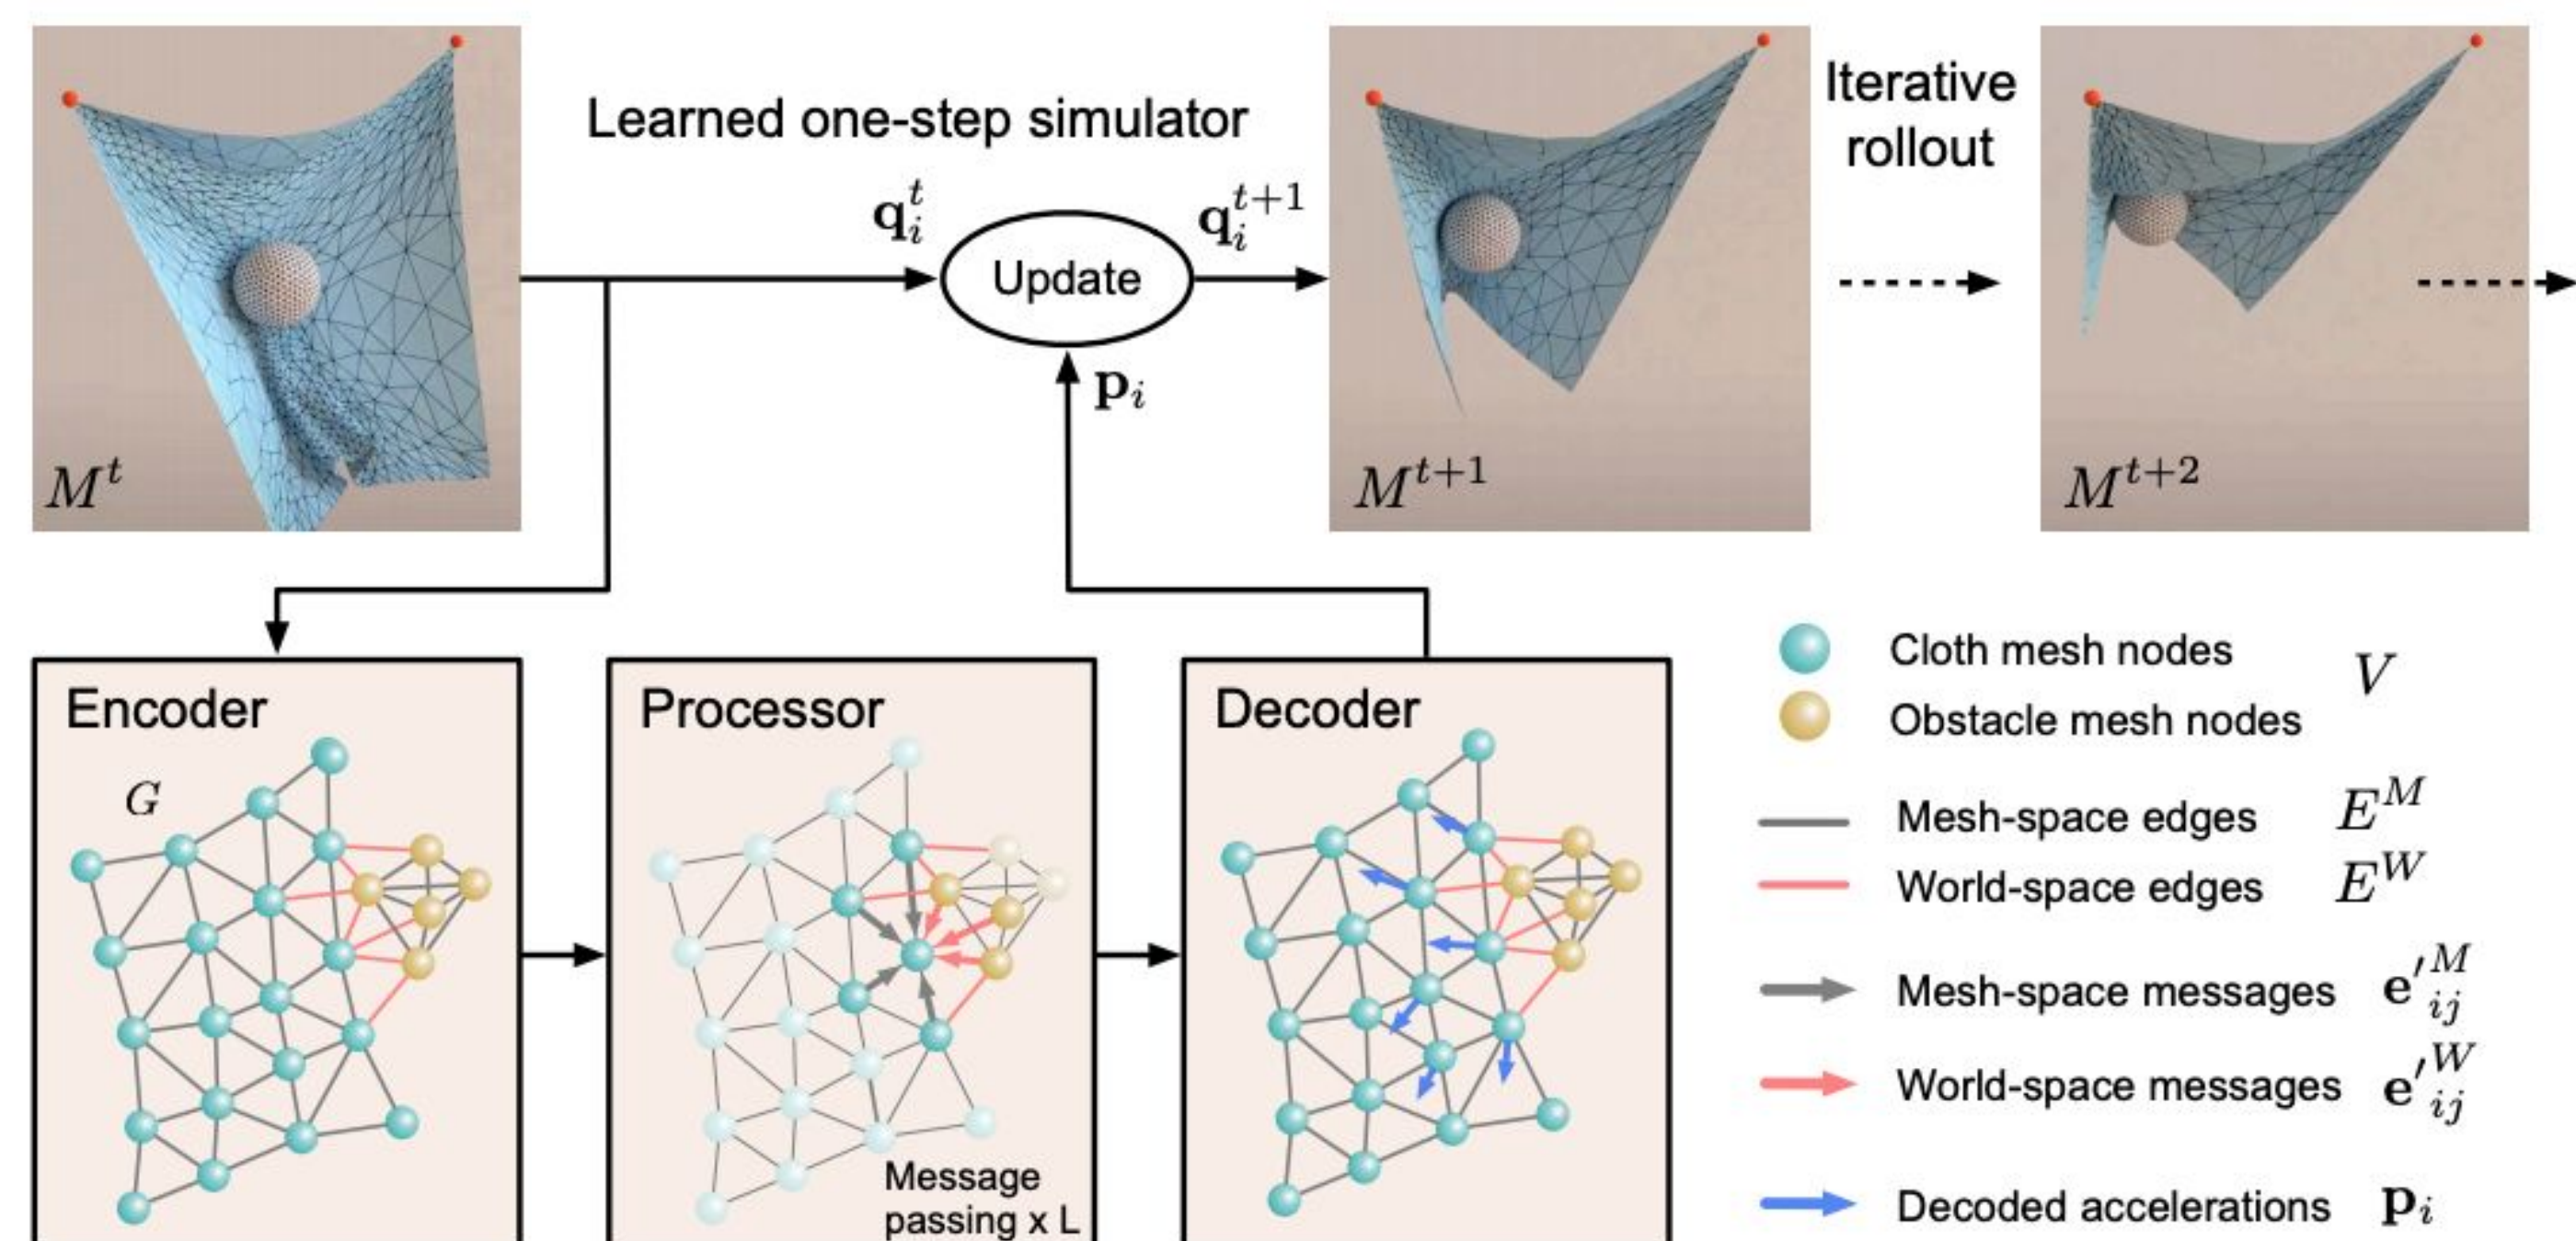 Learned one-step simulator
Iterative
rollout
q_i^t
Update
q_i^{t+1}
p_i
M^t
M^{t+1}
M^{t+2}
Encoder
G
Processor
Message
passing x L
Decoder
Cloth mesh nodes
V
Obstacle mesh nodes
Mesh-space edges E^M
World-space edges E^W
Mesh-space messages e'^M_{ij}
World-space messages e'^W_{ij}
Decoded accelerations p_i